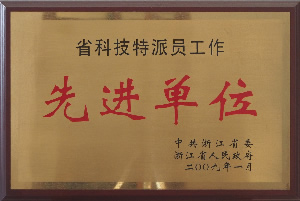 省科技特派员工作
先进单位
中共浙江省委
浙江省人民政府
二〇〇九年一月